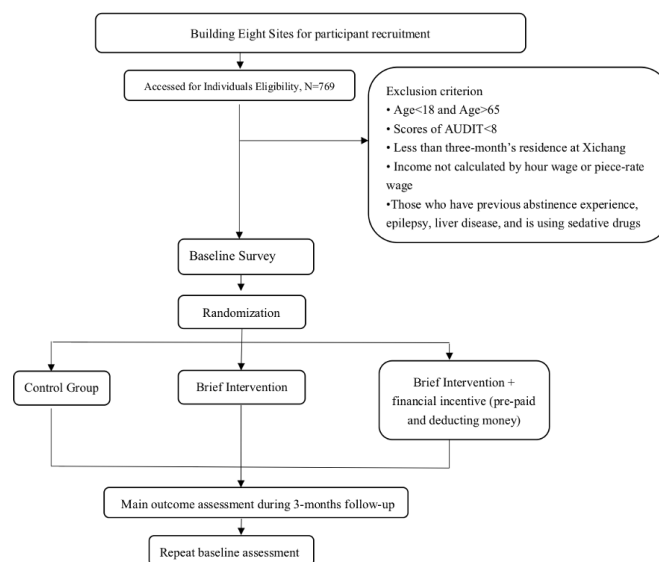 Building Eight Sites for participant recruitment
Accessed for Individuals Eligibility, N=769
Exclusion criterion
• Age<18 and Age>65
• Scores of AUDIT<8
• Less than three-month’s residence at Xichang
• Income not calculated by hour wage or piece-rate
wage
•Those who have previous abstinence experience,
epilepsy, liver disease, and is using sedative drugs
Baseline Survey
Randomization
Control Group
Brief Intervention
Brief Intervention +
financial incentive (pre-paid
and deducting money)
Main outcome assessment during 3-months follow-up
Repeat baseline assessment